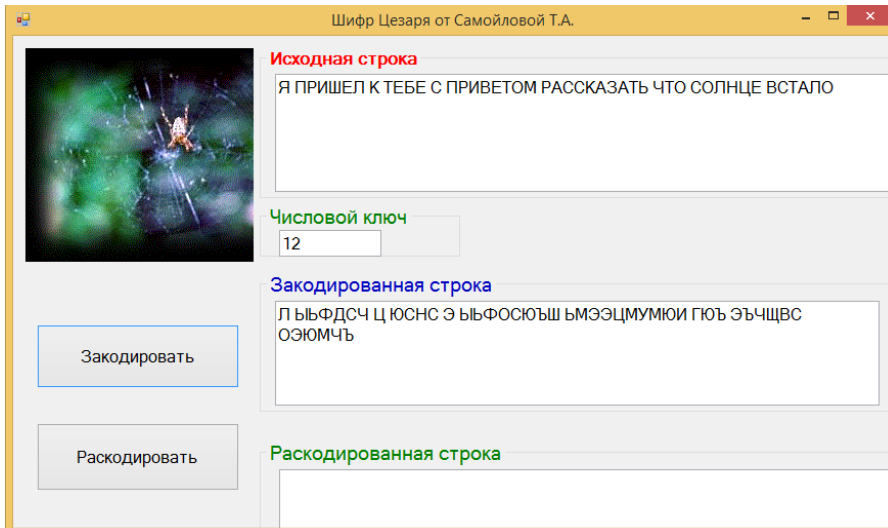 Шифр Цезаря от Самойловой Т.А.
Исходная строка
Я ПРИШЕЛ К ТЕБЕ С ПРИВЕТОМ РАССКАЗАТЬ ЧТО СОЛНЦЕ ВСТАЛО
Числовой ключ
12
Закодированная строка
Л ЫЬФДСЧ Ц ЮСНС Э ЫЬФОСЮЪШ ЬМЭЭЦМУМЮИ ГЮЪ ЭЪЧЩВС
ОЭЮМЧЪ
Закодировать
Раскодировать
Раскодированная строка